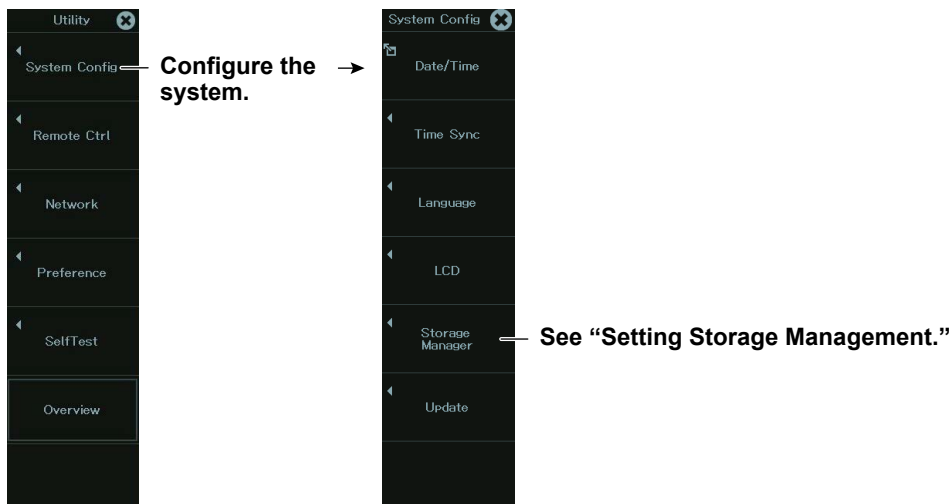 Utility
System Config
Remote Ctrl
Network
Preference
SelfTest
Overview
Configure the
system.
System Config
Date/Time
Time Sync
Language
LCD
Storage
Manager
Update
See “Setting Storage Management.”